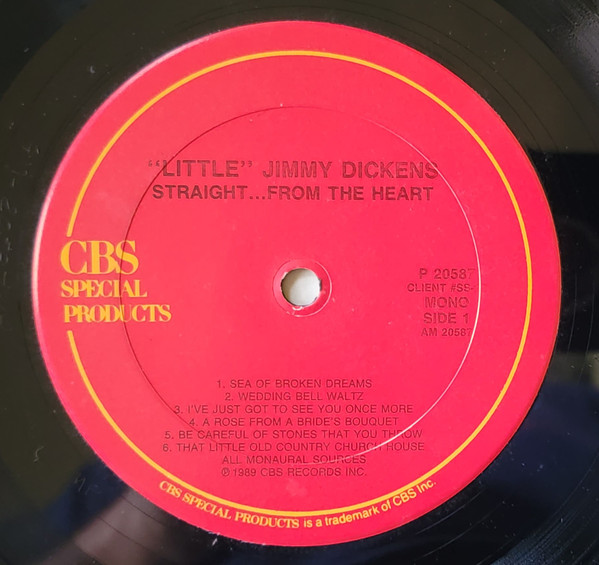 “LITTLE” JIMMY DICKENS
STRAIGHT...FROM THE HEART
CBS
SPECIAL
PRODUCTS
P 20587
CLIENT #SS-
MONO
SIDE 1
AM 20587
1. SEA OF BROKEN DREAMS
2. WEDDING BELL WALTZ
3. I'VE JUST GOT TO SEE YOU ONCE MORE
4. A ROSE FROM A BRIDE'S BOUQUET
5. BE CAREFUL OF STONES THAT YOU THROW
6. THAT LITTLE OLD COUNTRY CHURCH HOUSE
ALL MONAURAL SOURCES
℗ 1989 CBS RECORDS INC.
CBS SPECIAL PRODUCTS is a trademark of CBS Inc.